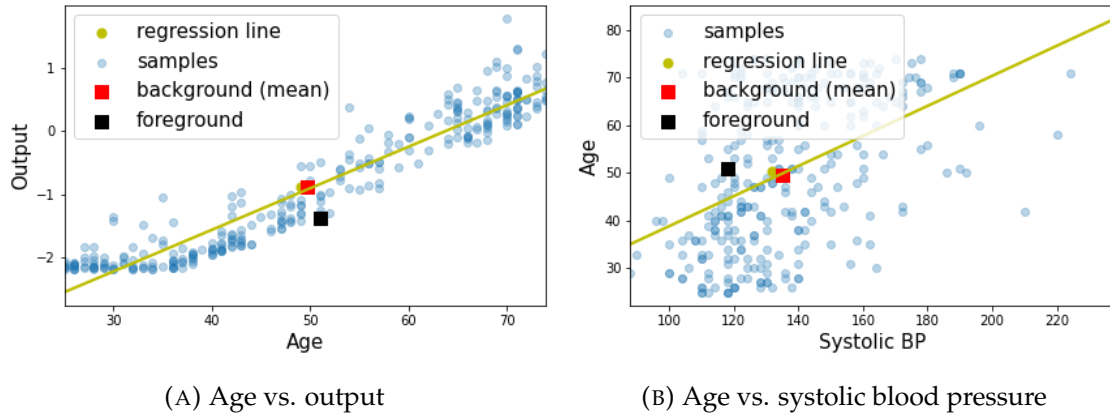 regression line
samples
background (mean)
foreground
1
0
−1
−2
Output
30
40
50
60
70
Age
samples
regression line
background (mean)
foreground
80
70
60
50
40
30
Age
100
120
140
160
180
200
220
Systolic BP
(A) Age vs. output
(B) Age vs. systolic blood pressure